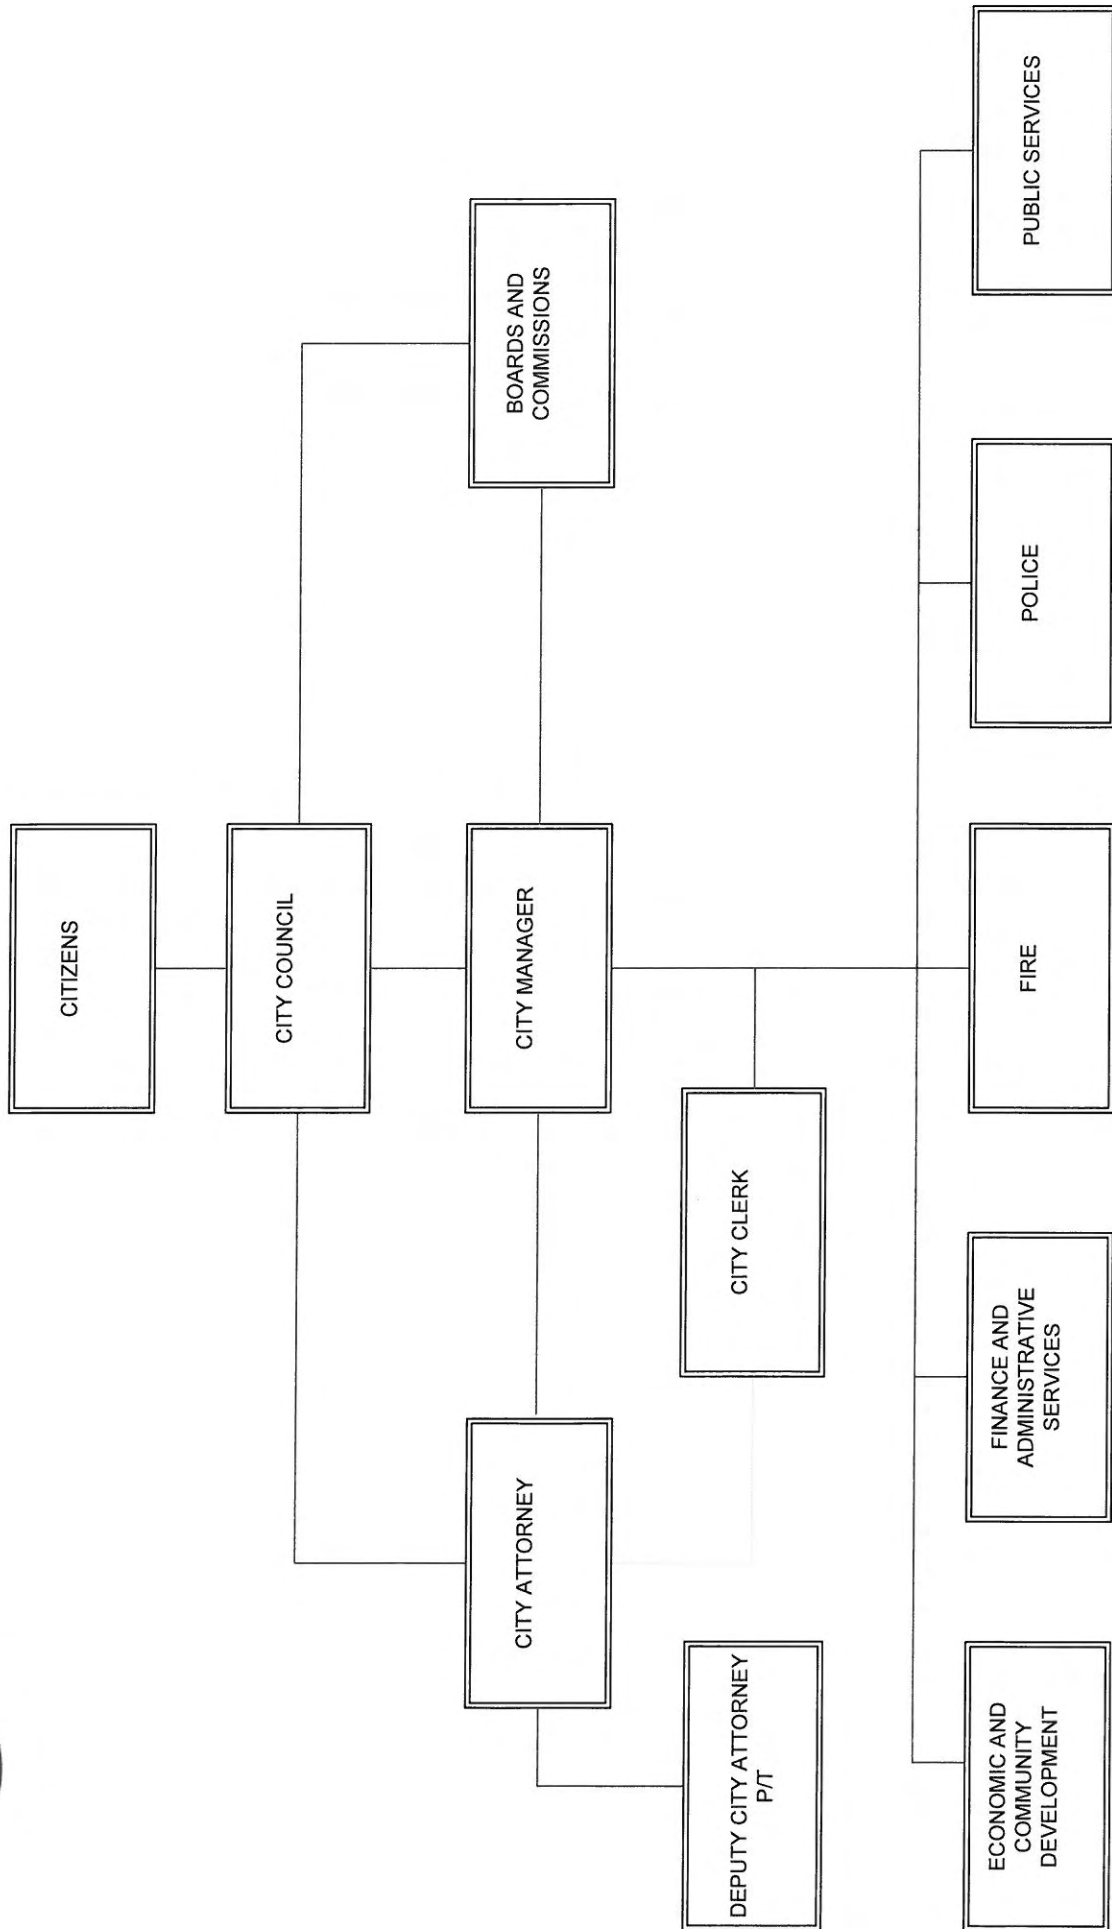 CITIZENS
CITY COUNCIL
CITY ATTORNEY
CITY MANAGER
BOARDS AND
COMMISSIONS
DEPUTY CITY ATTORNEY
P/T
CITY CLERK
ECONOMIC AND
COMMUNITY
DEVELOPMENT
FINANCE AND
ADMINISTRATIVE
SERVICES
FIRE
POLICE
PUBLIC SERVICES